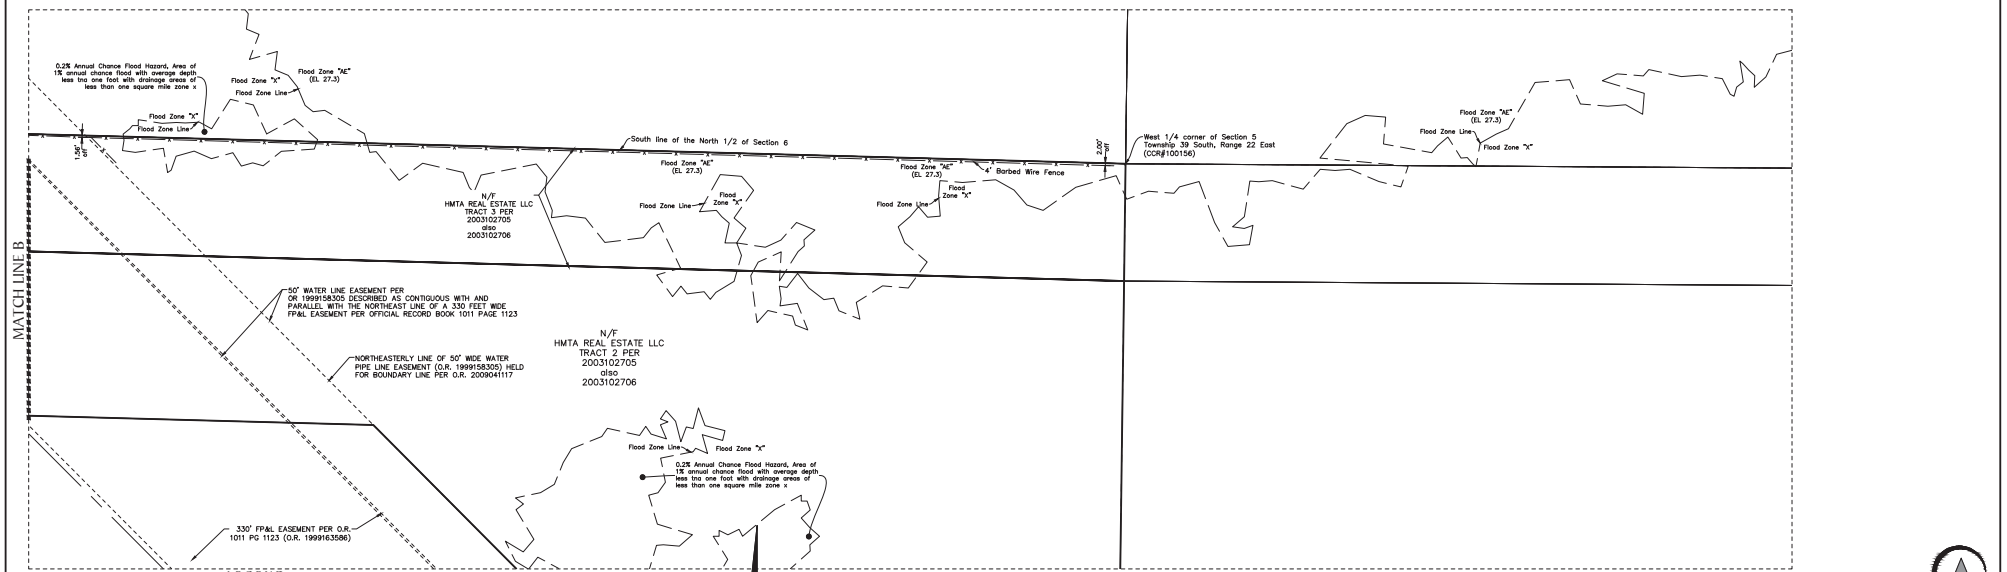 0.2% Annual Chance Flood Hazard, Area of
1% annual chance flood with average depth
less tna one foot with drainage areas of
less than one square mile zone x
Flood Zone "X"
Flood Zone Line
Flood Zone "AE"
(EL 27.3)
Flood Zone "X"
Flood Zone Line
1.56'
off
South line of the North 1/2 of Section 6
Flood Zone "AE"
(EL 27.3)
Flood Zone "AE"
(EL 27.3)
4' Barbed Wire Fence
2.00'
off
West 1/4 corner of Section 5
Township 39 South, Range 22 East
(CCR#100156)
Flood Zone "AE"
(EL 27.3)
Flood Zone Line
Flood Zone "X"
N/F
HMTA REAL ESTATE LLC
TRACT 3 PER
2003102705
also
2003102706
Flood
Zone "X"
Flood Zone Line
Flood
Zone "X"
Flood Zone Line
MATCH LINE B
50' WATER LINE EASEMENT PER
OR 1999158305 DESCRIBED AS CONTIGUOUS WITH AND
PARALLEL WITH THE NORTHEAST LINE OF A 330 FEET WIDE
FP&L EASEMENT PER OFFICIAL RECORD BOOK 1011 PAGE 1123
NORTHEASTERLY LINE OF 50' WIDE WATER
PIPE LINE EASEMENT (O.R. 1999158305) HELD
FOR BOUNDARY LINE PER O.R. 2009041117
N/F
HMTA REAL ESTATE LLC
TRACT 2 PER
2003102705
also
2003102706
Flood Zone Line
Flood Zone "X"
0.2% Annual Chance Flood Hazard, Area of
1% annual chance flood with average depth
less tna one foot with drainage areas of
less than one square mile zone x
330' FP&L EASEMENT PER O.R.
1011 PG 1123 (O.R. 1999163586)